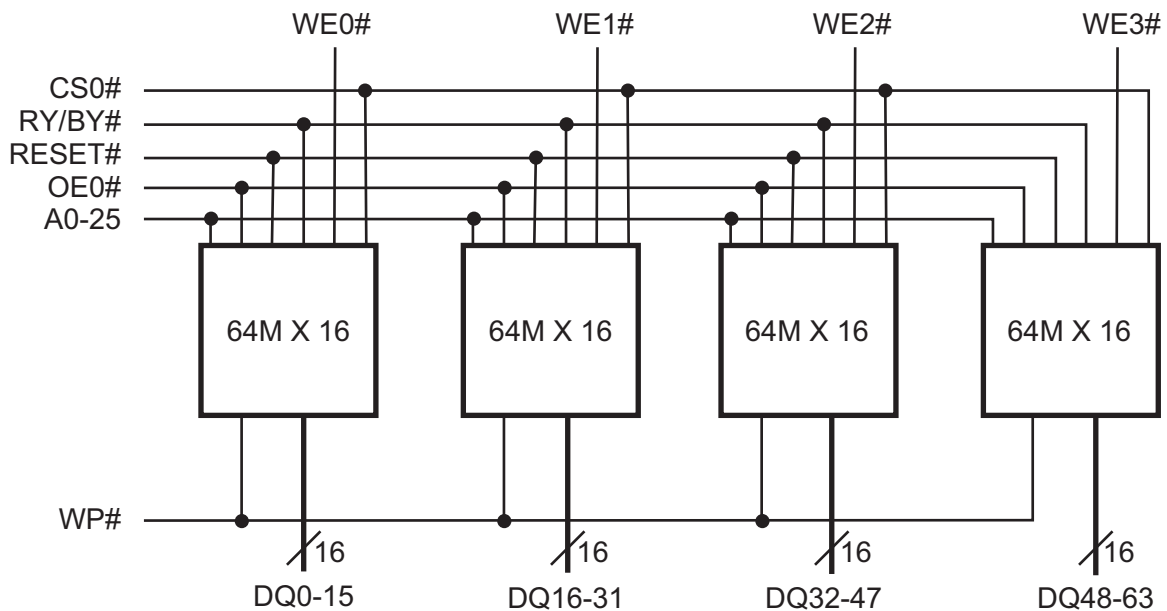 WE0# WE1# WE2# WE3#
CS0#
RY/BY#
RESET#
OE0#
A0-25
64M X 16 64M X 16 64M X 16 64M X 16
WP#
16 16 16 16
DQ0-15 DQ16-31 DQ32-47 DQ48-63